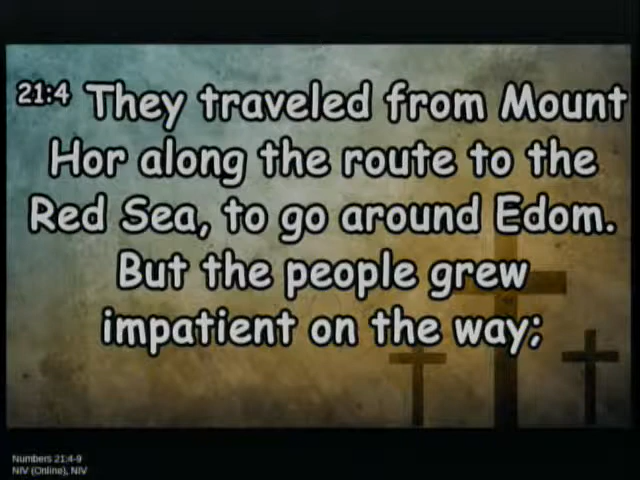 21:4 They traveled from Mount
Hor along the route to the
Red Sea, to go around Edom.
But the people grew
impatient on the way;
Numbers 21:4-9
NIV (Online), NIV